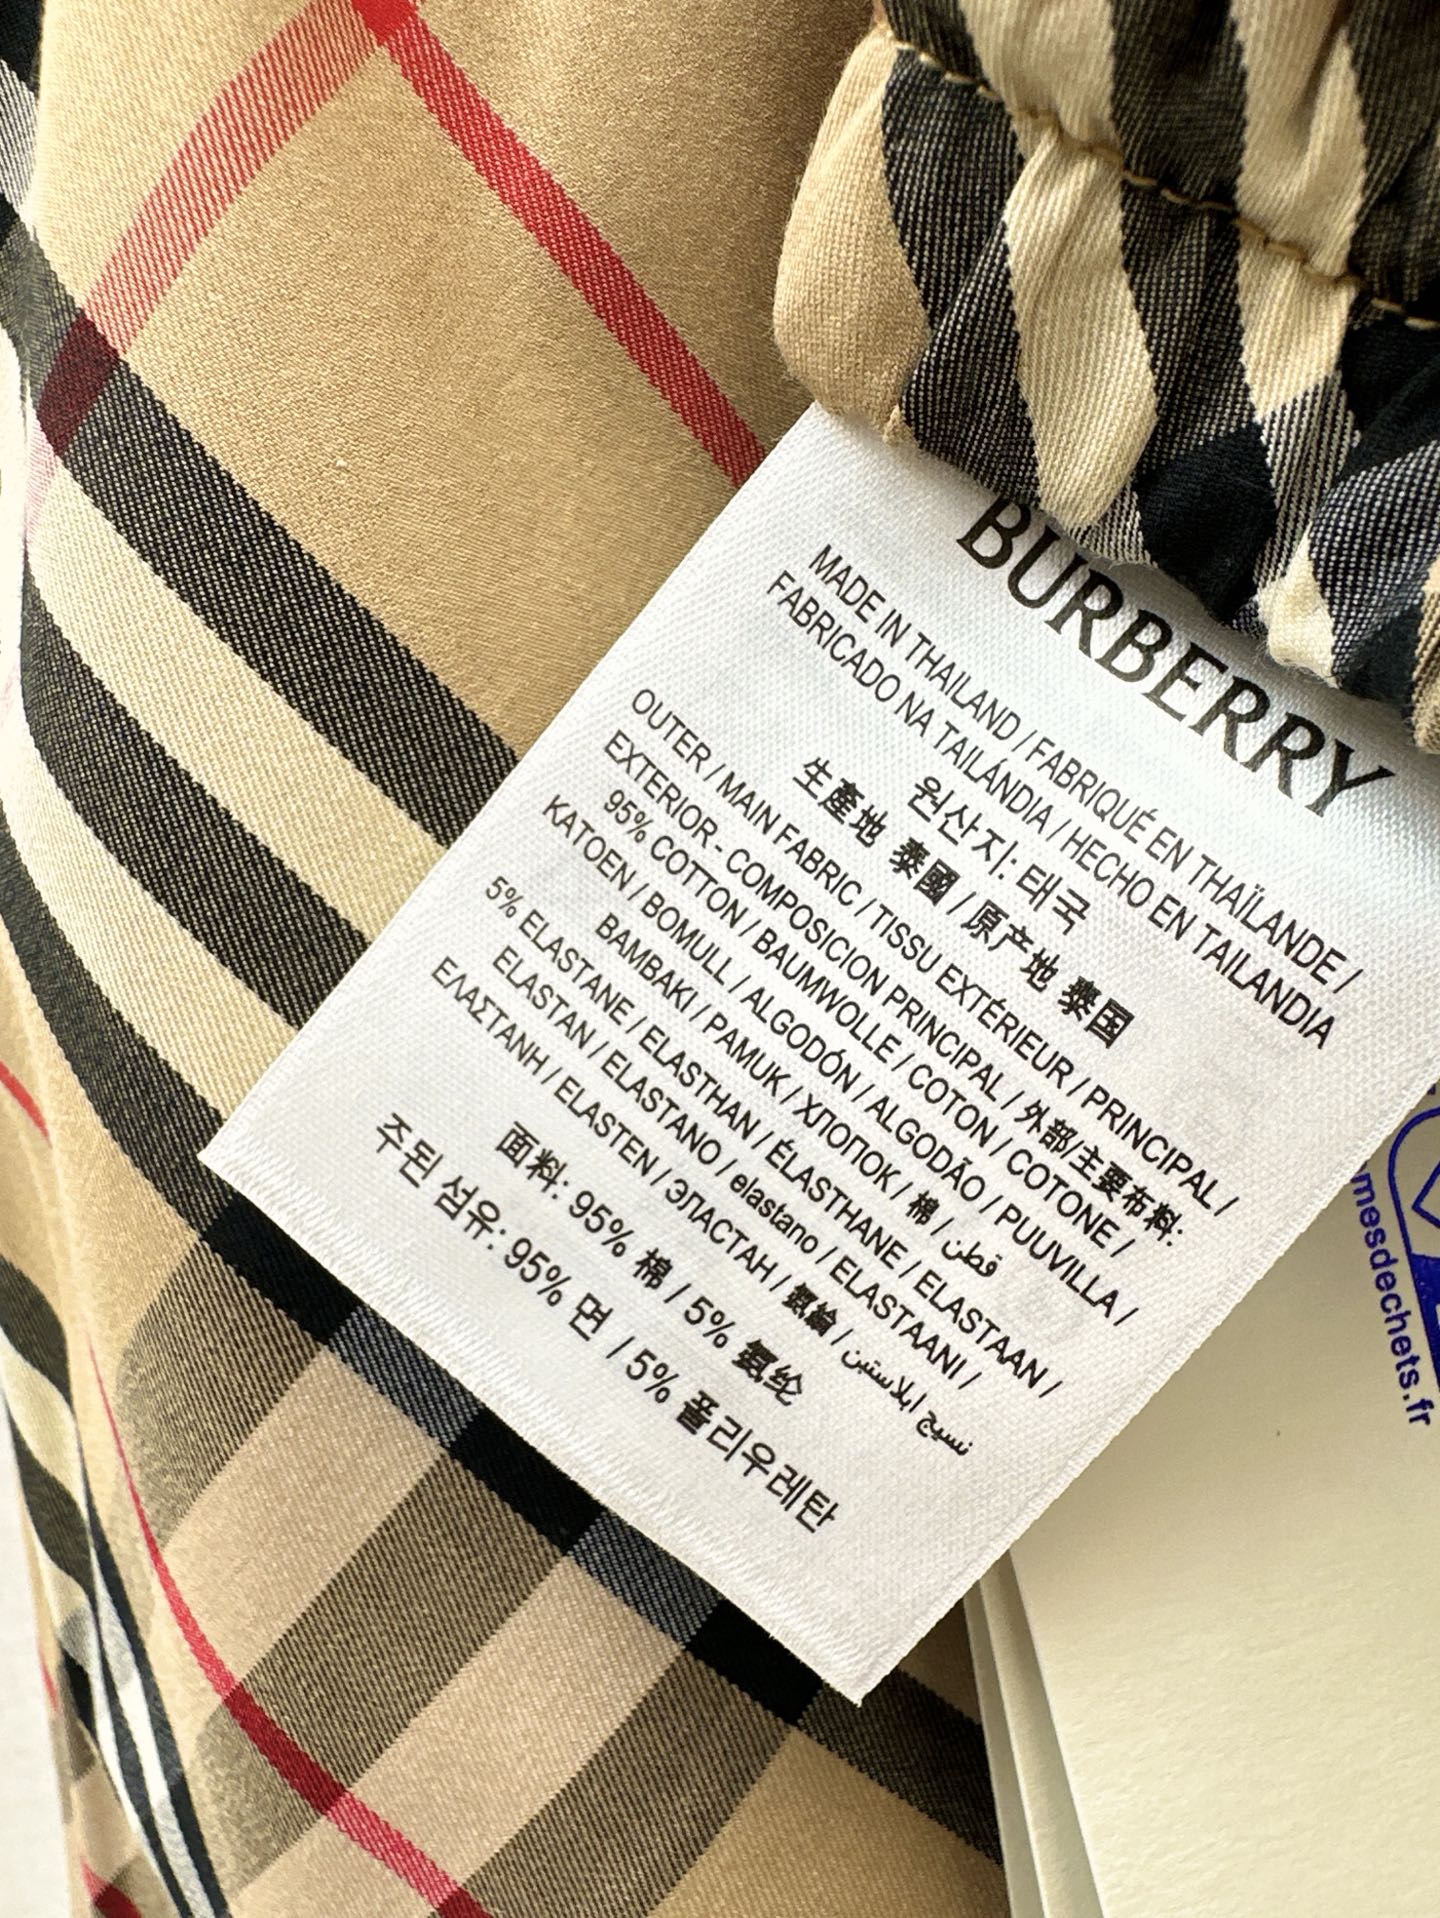 BURBERRY
MADE IN THAILAND / FABRIQUÉ EN THAÏLANDE /
FABRICADO NA TAILÁNDIA / HECHO EN TAILANDIA
원산지: 태국
生産地 泰國 / 原产地 泰国
OUTER / MAIN FABRIC / TISSU EXTÉRIEUR / PRINCIPAL /
EXTERIOR - COMPOSICION PRINCIPAL / 外部/主要布料:
95% COTTON / BAUMWOLLE / COTON / COTONE /
KATOEN / BOMULL / ALGODÓN / ALGODÃO / PUUVILLA /
BAMBAKI / PAMUK / ХЛОПОК / 棉 / قطن
5% ELASTANE / ELASTHAN / ÉLASTHANE / ELASTAAN /
ELASTAN / ELASTANO / elastano / ELASTAANI /
ΕΛΑΣΤΑΝΗ / ELASTEN / ЭЛАСТАН / 氨綸 / نسيج ايلاستين
面料: 95% 棉 / 5% 氨纶
주된 섬유: 95% 면 / 5% 폴리우레탄
mesdechets.fr